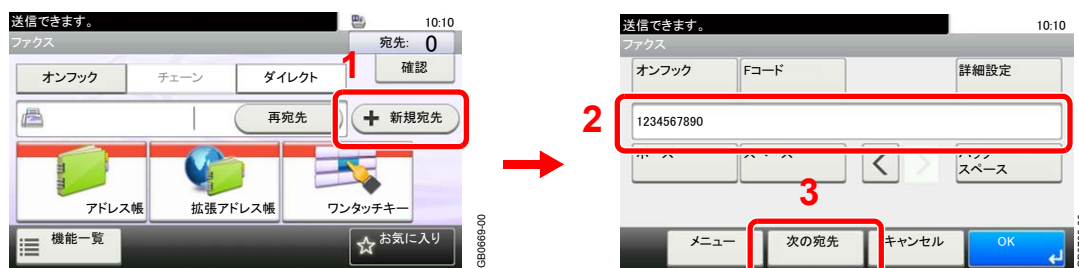 送信できます。 10:10
ファクス 宛先: 0
1
確認
オンフック チェーン ダイレクト
再宛先 + 新規宛先
アドレス帳 拡張アドレス帳 ワンタッチキー
機能一覧 お気に入り
GB0669-00
送信できます。 10:10
ファクス
オンフック Fコード 詳細設定
2
1234567890
スペース
3
メニュー 次の宛先 キャンセル OK